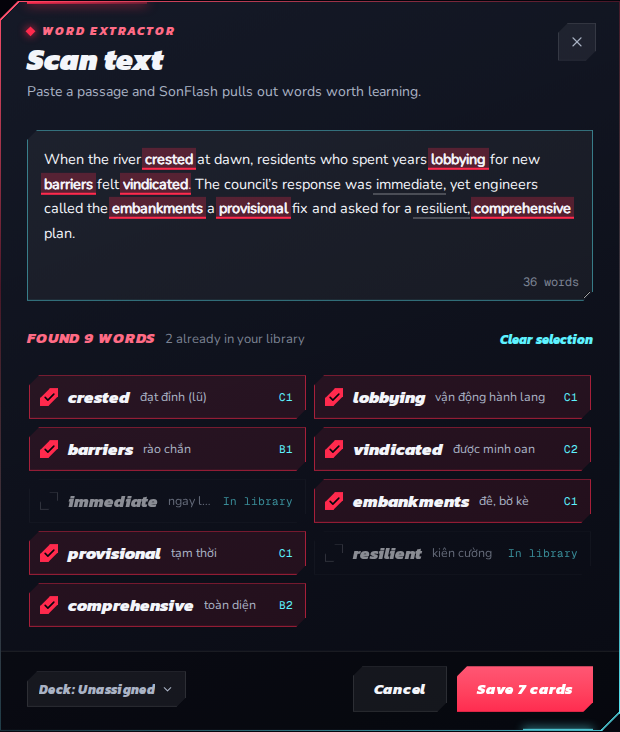 WORD EXTRACTOR
Scan text
Paste a passage and SonFlash pulls out words worth learning.
When the river crested at dawn, residents who spent years lobbying for new
barriers felt vindicated. The council's response was immediate, yet engineers
called the embankments a provisional fix and asked for a resilient, comprehensive
plan.
36 words
FOUND 9 WORDS 2 already in your library Clear selection
crested đạt đỉnh (lũ) C1
lobbying vận động hành lang C1
barriers rào chắn B1
vindicated được minh oan C2
immediate ngay l... In library
embankments đê, bờ kè C1
provisional tạm thời C1
resilient kiên cường In library
comprehensive toàn diện B2
Deck: Unassigned
Cancel
Save 7 cards